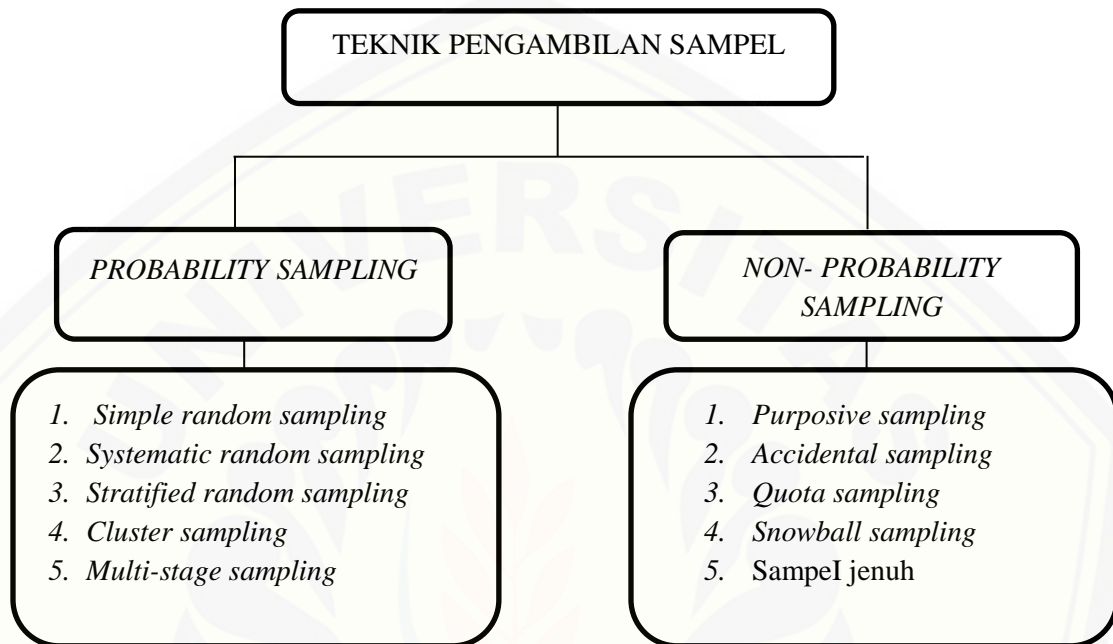 TEKNIK PENGAMBILAN SAMPEL
PROBABILITY SAMPLING
NON- PROBABILITY
SAMPLING
1. Simple random sampling
2. Systematic random sampling
3. Stratified random sampling
4. Cluster sampling
5. Multi-stage sampling
1. Purposive sampling
2. Accidental sampling
3. Quota sampling
4. Snowball sampling
5. SampeI jenuh
UNIVERSITAS